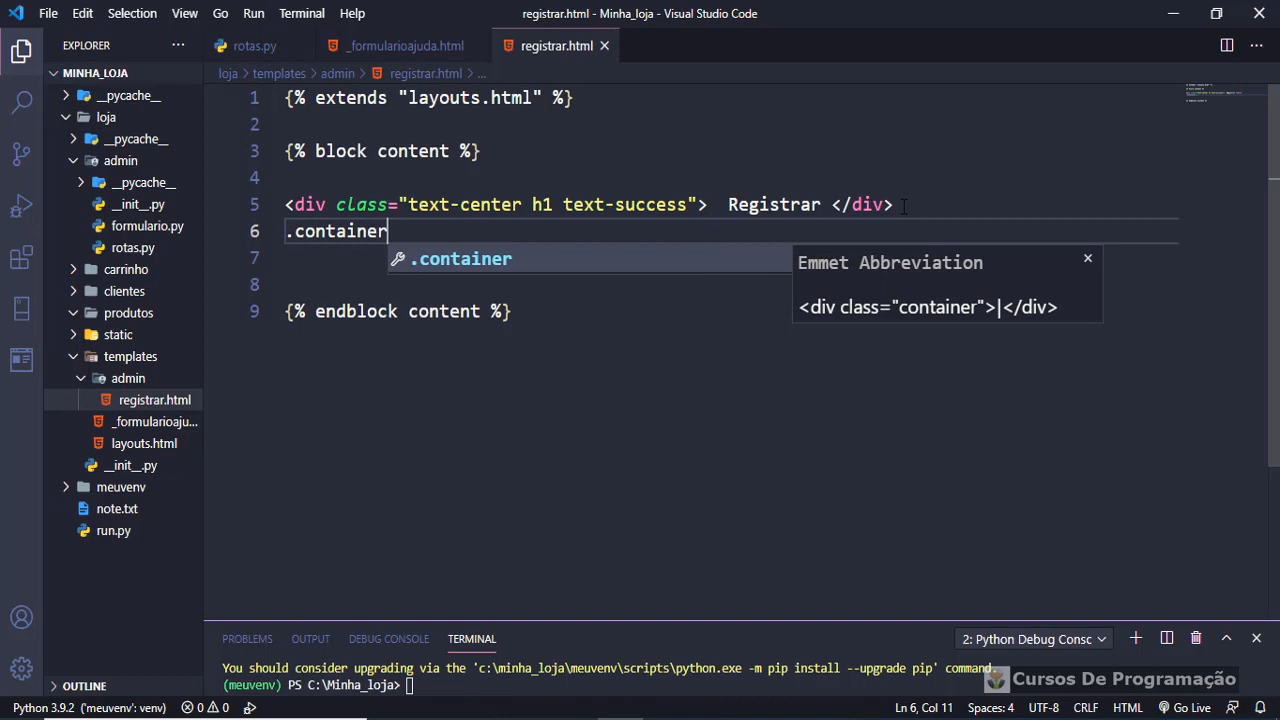 File Edit Selection View Go Run Terminal Help registrar.html - Minha_loja - Visual Studio Code
EXPLORER
rotas.py _formularioajuda.html registrar.html
MINHA_LOJA
loja templates admin registrar.html ...
__pycache__
loja
__pycache__
admin
__pycache__
__init__.py
formulario.py
rotas.py
carrinho
clientes
produtos
static
templates
admin
registrar.html
_formularioaju...
layouts.html
__init__.py
meuvenv
note.txt
run.py
OUTLINE
1 {% extends "layouts.html" %}
2
3 {% block content %}
4
5 <div class="text-center h1 text-success">  Registrar </div>
6 .container
7
8
9 {% endblock content %}
.container
Emmet Abbreviation
<div class="container">|</div>
PROBLEMS OUTPUT DEBUG CONSOLE TERMINAL 2: Python Debug Consc
You should consider upgrading via the 'c:\minha_loja\meuvenv\scripts\python.exe -m pip install --upgrade pip' command.
(meuvenv) PS C:\Minha_loja>
Cursos De Programação
Python 3.9.2 ('meuvenv': venv) 0 0 Ln 6, Col 11 Spaces: 4 UTF-8 CRLF HTML Go Live